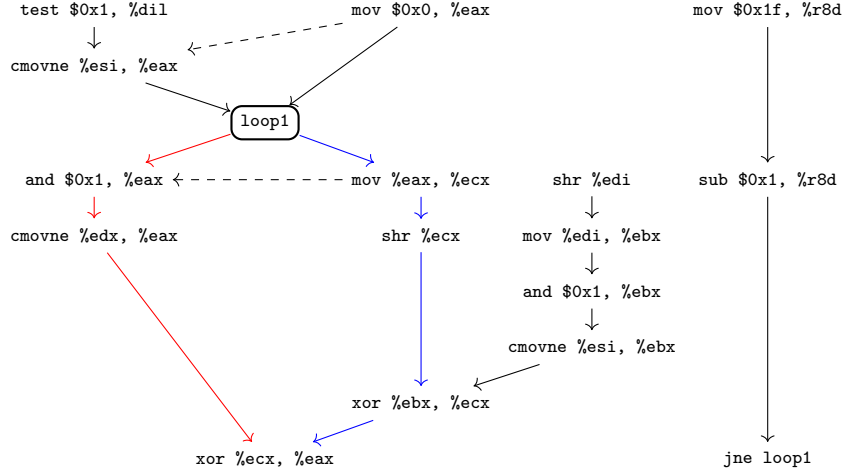 test $0x1, %dil
mov $0x0, %eax
mov $0x1f, %r8d
cmovne %esi, %eax
loop1
and $0x1, %eax
mov %eax, %ecx
shr %edi
sub $0x1, %r8d
cmovne %edx, %eax
shr %ecx
mov %edi, %ebx
and $0x1, %ebx
cmovne %esi, %ebx
xor %ebx, %ecx
xor %ecx, %eax
jne loop1